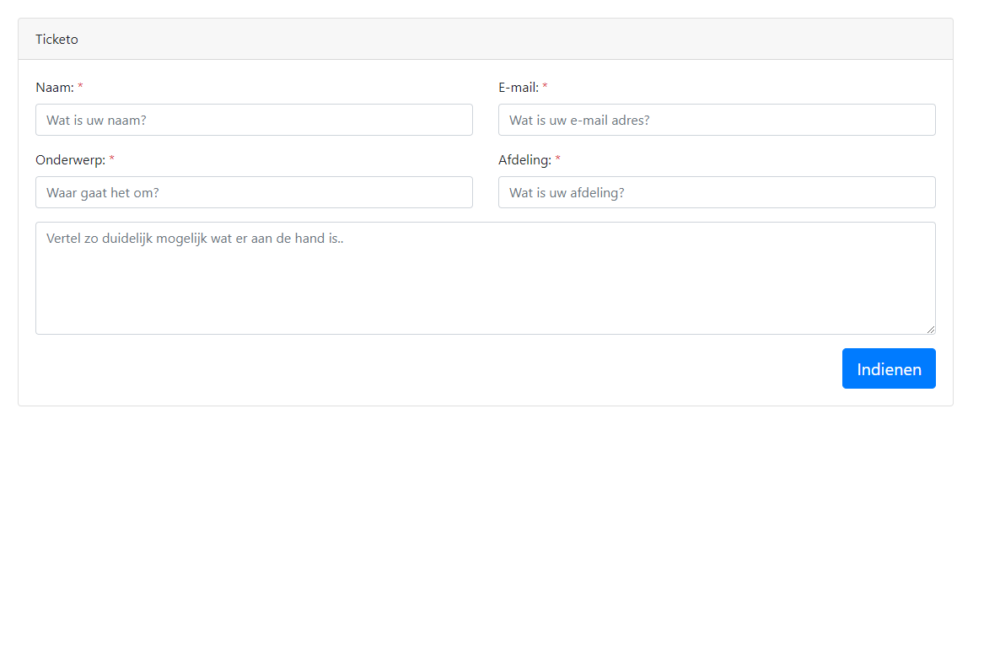 Ticketo
Naam: * E-mail: *
Wat is uw naam? Wat is uw e-mail adres?
Onderwerp: * Afdeling: *
Waar gaat het om? Wat is uw afdeling?
Vertel zo duidelijk mogelijk wat er aan de hand is..
Indienen